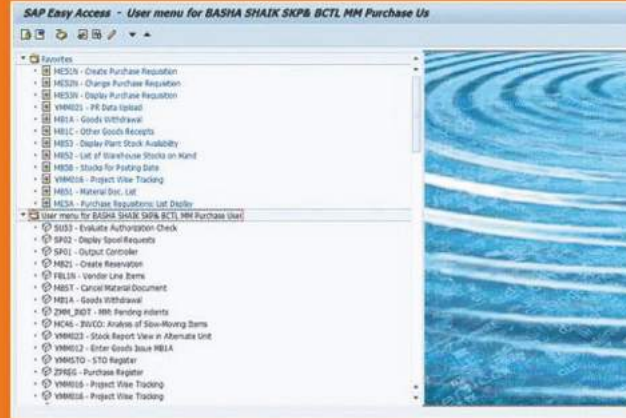 SAP Easy Access - User menu for BASHA SHAIK SKP& BCTL MM Purchase Us
Favorites
ME51N - Create Purchase Requisition
ME52N - Change Purchase Requisition
ME53N - Display Purchase Requisition
YMM021 - PR Data Upload
MB1A - Goods Withdrawal
MB1C - Other Goods Receipts
MB53 - Display Plant Stock Availability
MB52 - List of Warehouse Stocks on Hand
MB5B - Stocks for Posting Date
YMM016 - Project Wise Tracking
MB51 - Material Doc. List
ME5A - Purchase Requisitions: List Display
User menu for BASHA SHAIK SKP& BCTL MM Purchase User
SU53 - Evaluate Authorization Check
SP02 - Display Spool Requests
SP01 - Output Controller
MB21 - Create Reservation
FBL1N - Vendor Line Items
MBST - Cancel Material Document
MB1A - Goods Withdrawal
ZMM_INDT - MM: Pending indents
MC46 - INVCO: Analysis of Slow-Moving Items
YMM023 - Stock Report View in Alternate Unit
YMM012 - Enter Goods Issue MB1A
YMMSTO - STO Register
ZPREG - Purchase Register
YMM016 - Project Wise Tracking
YMM016 - Project Wise Tracking